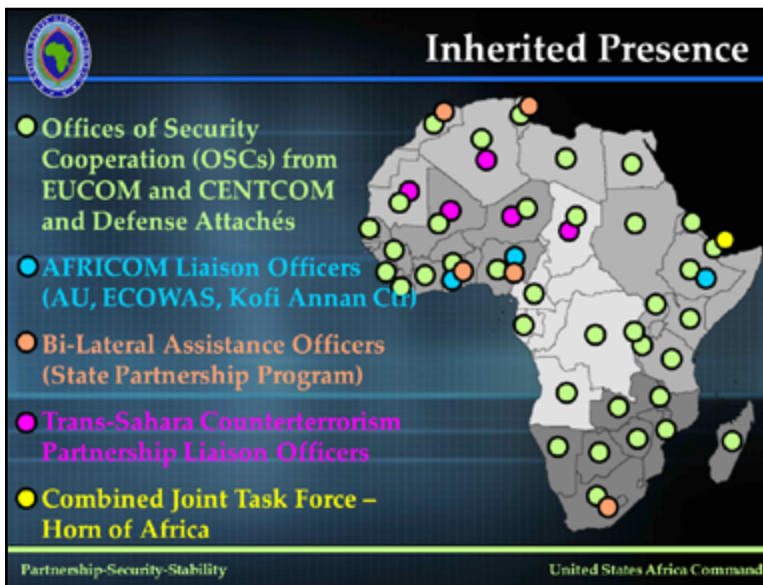 Inherited Presence
Offices of Security
Cooperation (OSCs) from
EUCOM and CENTCOM
and Defense Attachés
AFRICOM Liaison Officers
(AU, ECOWAS, Kofi Annan Ctr)
Bi-Lateral Assistance Officers
(State Partnership Program)
Trans-Sahara Counterterrorism
Partnership Liaison Officers
Combined Joint Task Force –
Horn of Africa
Partnership-Security-Stability
United States Africa Command